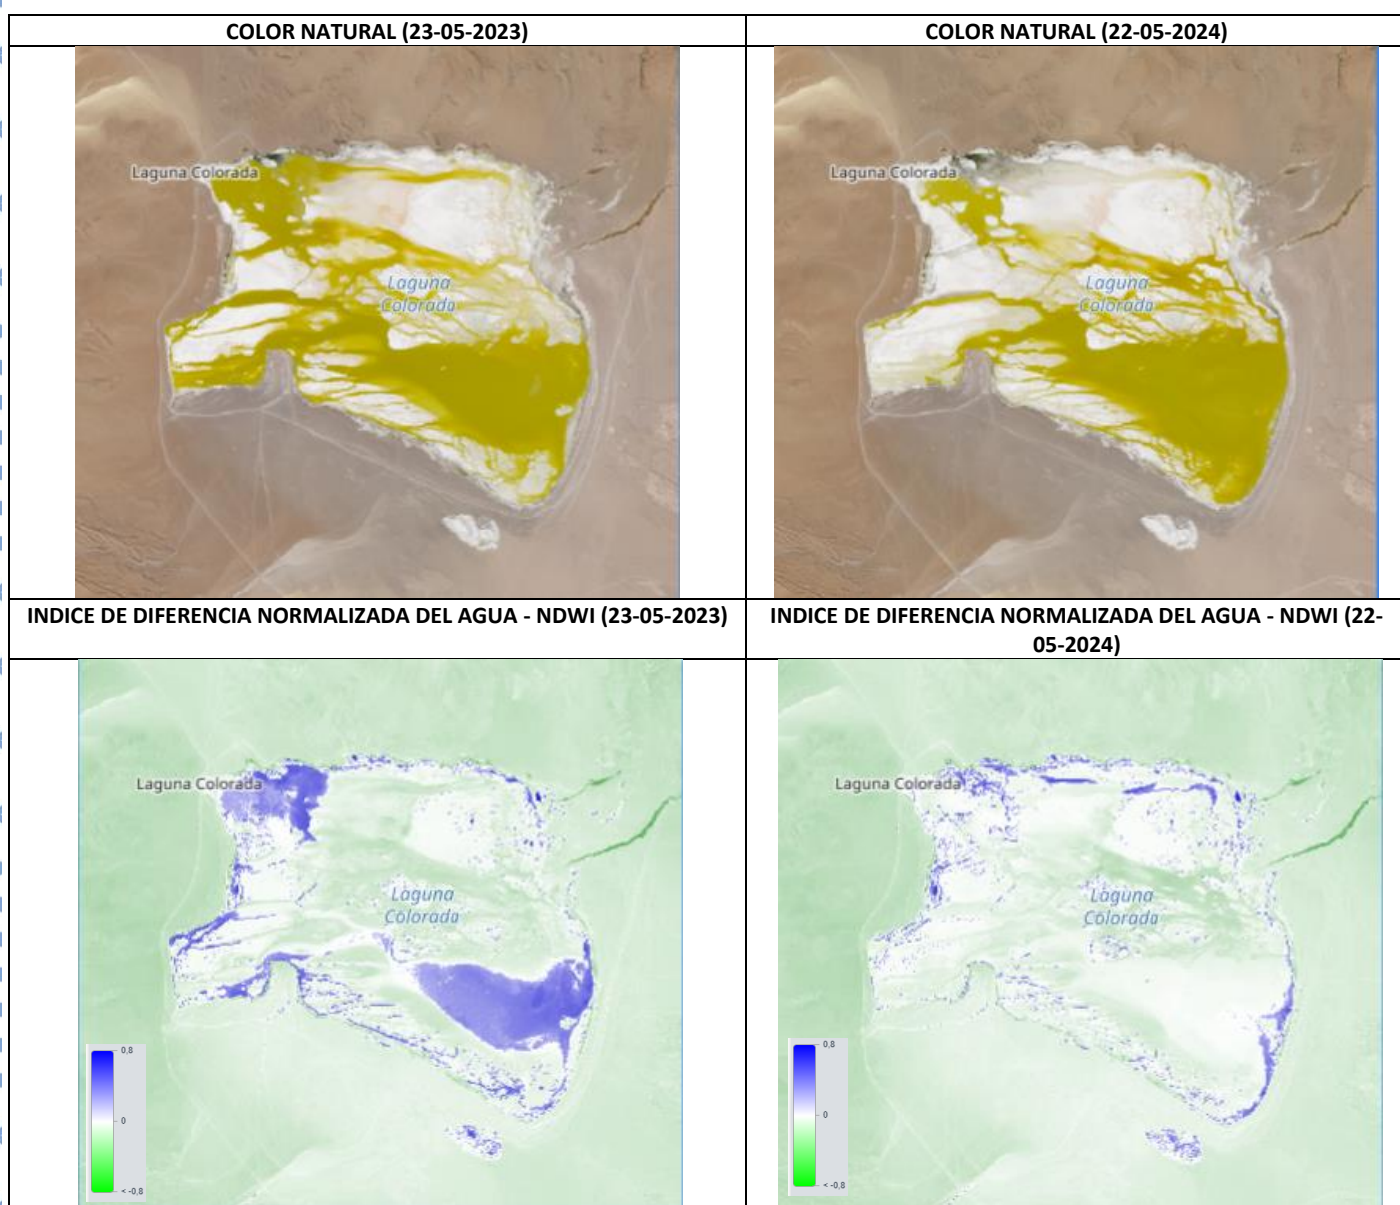 COLOR NATURAL (23-05-2023)
COLOR NATURAL (22-05-2024)
Laguna Colorada
Laguna
Colorada
Laguna Colorada
Laguna
Colorada
INDICE DE DIFERENCIA NORMALIZADA DEL AGUA - NDWI (23-05-2023)
INDICE DE DIFERENCIA NORMALIZADA DEL AGUA - NDWI (22-
05-2024)
Laguna Colorada
Laguna
Colorada
0,8
0
< -0,8
Laguna Colorada
Laguna
Colorada
0,8
0
< -0,8